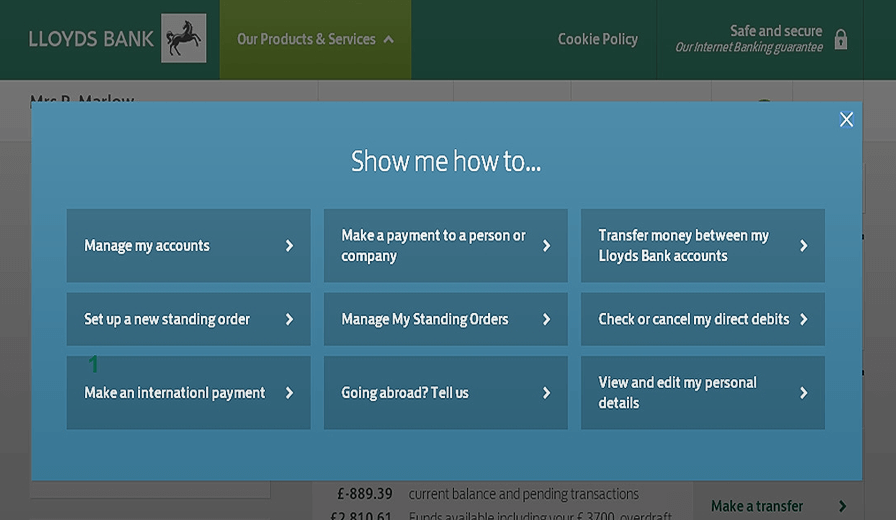 LLOYDS BANK
Our Products & Services
Cookie Policy
Safe and secure
Our Internet Banking guarantee
Mrs P. Marlow
Show me how to...
Manage my accounts
Make a payment to a person or
company
Transfer money between my
Lloyds Bank accounts
Set up a new standing order
Manage My Standing Orders
Check or cancel my direct debits
1
Make an internationl payment
Going abroad? Tell us
View and edit my personal
details
£-889.39 current balance and pending transactions
Make a transfer
£2,810.61 Funds available including your £ 3700 overdraft